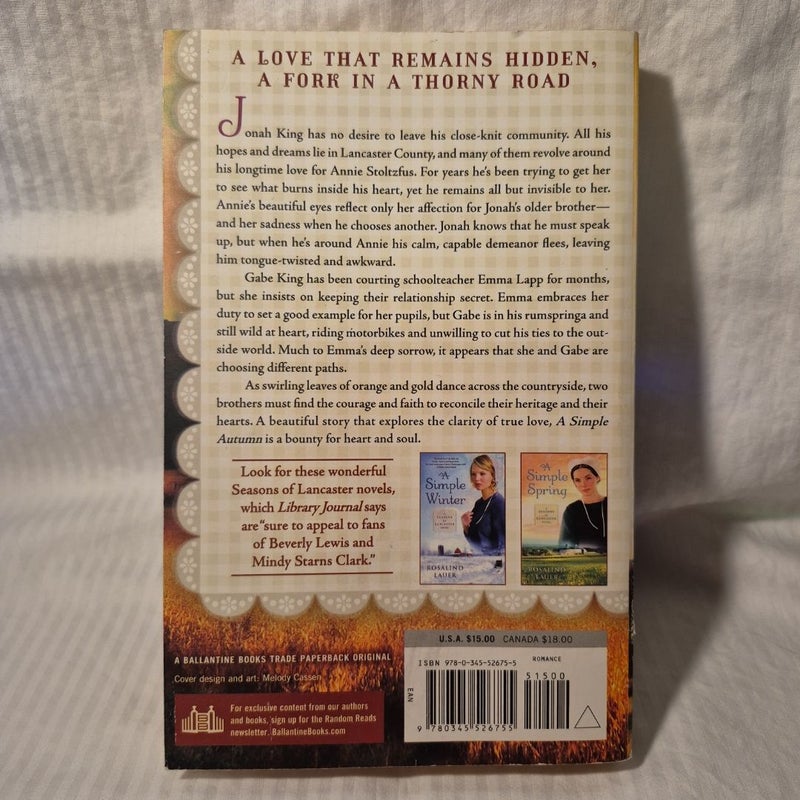 A LOVE THAT REMAINS HIDDEN,
A FORK IN A THORNY ROAD
Jonah King has no desire to leave his close-knit community. All his
hopes and dreams lie in Lancaster County, and many of them revolve around
his longtime love for Annie Stoltzfus. For years he's been trying to get her
to see what burns inside his heart, yet he remains all but invisible to her.
Annie's beautiful eyes reflect only her affection for Jonah's older brother—
and her sadness when he chooses another. Jonah knows that he must speak
up, but when he's around Annie his calm, capable demeanor flees, leaving
him tongue-twisted and awkward.
Gabe King has been courting schoolteacher Emma Lapp for months,
but she insists on keeping their relationship secret. Emma embraces her
duty to set a good example for her pupils, but Gabe is in his rumspringa and
still wild at heart, riding motorbikes and unwilling to cut his ties to the out-
side world. Much to Emma's deep sorrow, it appears that she and Gabe are
choosing different paths.
As swirling leaves of orange and gold dance across the countryside, two
brothers must find the courage and faith to reconcile their heritage and their
hearts. A beautiful story that explores the clarity of true love, A Simple
Autumn is a bounty for heart and soul.
Look for these wonderful
Seasons of Lancaster novels,
which Library Journal says
are "sure to appeal to fans
of Beverly Lewis and
Mindy Starns Clark."
A
Simple
Winter
ROSALIND
LAUER
A
Simple
Spring
ROSALIND
LAUER
U.S.A. $15.00 CANADA $18.00
ISBN 978-0-345-52675-5
ROMANCE
51500
EAN
9 780345 526755
A BALLANTINE BOOKS TRADE PAPERBACK ORIGINAL
Cover design and art: Melody Cassen
For exclusive content from our authors
and books, sign up for the Random Reads
newsletter. BallantineBooks.com